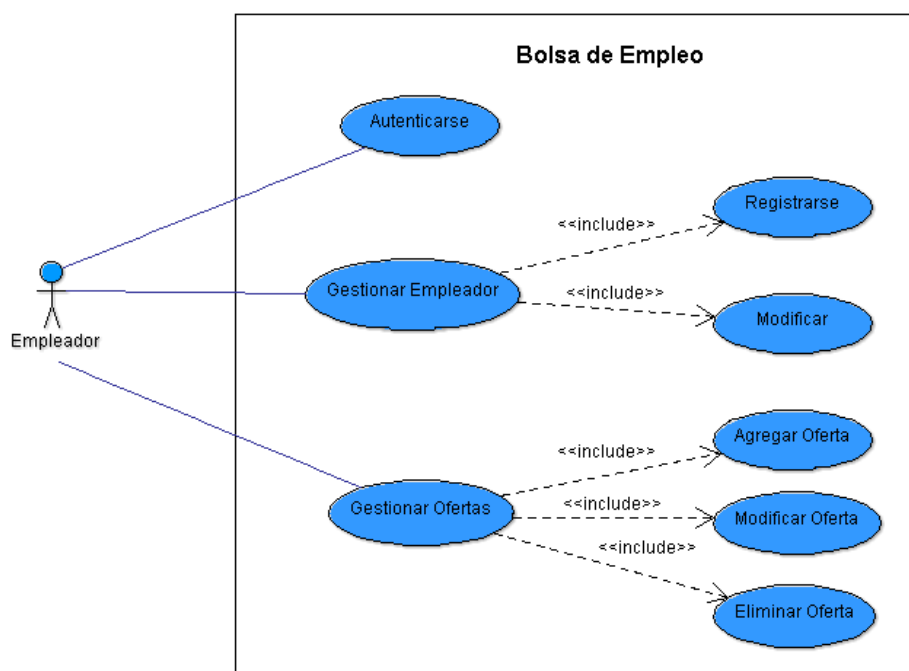 Bolsa de Empleo
Autenticarse
Registrarse
<<include>>
Gestionar Empleador
<<include>>
Modificar
Empleador
Agregar Oferta
<<include>>
<<include>>
Gestionar Ofertas
Modificar Oferta
<<include>>
Eliminar Oferta